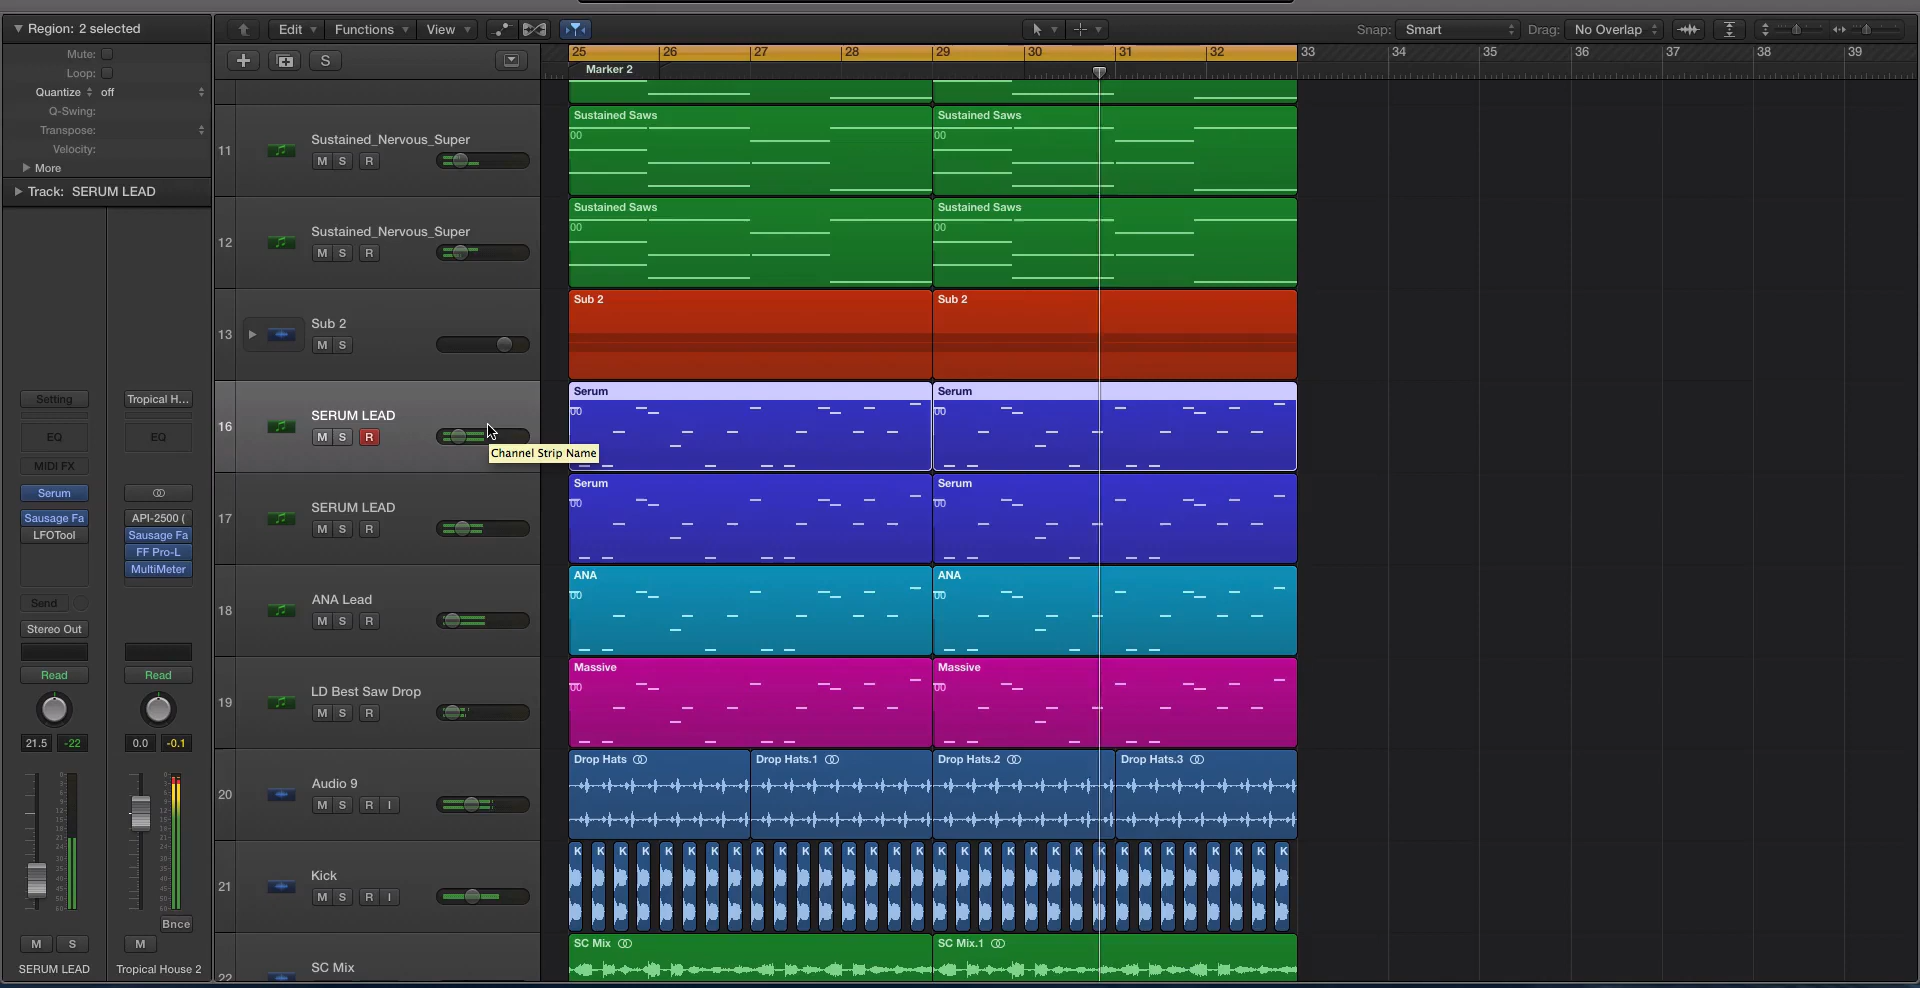 Region: 2 selected
Mute:
Loop:
Quantize off
Q-Swing:
Transpose:
Velocity:
More
Track: SERUM LEAD
Edit Functions View
Snap: Smart Drag: No Overlap
S
25 26 27 28 29 30 31 32 33 34 35 36 37 38 39
Marker 2
11 Sustained_Nervous_Super
M S R
Sustained Saws Sustained Saws
12 Sustained_Nervous_Super
M S R
Sustained Saws Sustained Saws
13 Sub 2
M S
Sub 2 Sub 2
16 SERUM LEAD
M S R
Channel Strip Name
Serum Serum
17 SERUM LEAD
M S R
Serum Serum
18 ANA Lead
M S R
ANA ANA
19 LD Best Saw Drop
M S R
Massive Massive
20 Audio 9
M S R I
Drop Hats Drop Hats.1 Drop Hats.2 Drop Hats.3
21 Kick
M S R I
K K K K K K K K K K K K K K K K K K K K K K K K K K K K K K K K
22 SC Mix
SC Mix SC Mix.1
Setting Tropical H...
EQ EQ
MIDI FX
Serum
Sausage Fa API-2500 (
LFOTool Sausage Fa
FF Pro-L
MultiMeter
Send
Stereo Out
Read Read
21.5 -22 0.0 -0.1
Bnce
M S M
SERUM LEAD Tropical House 2